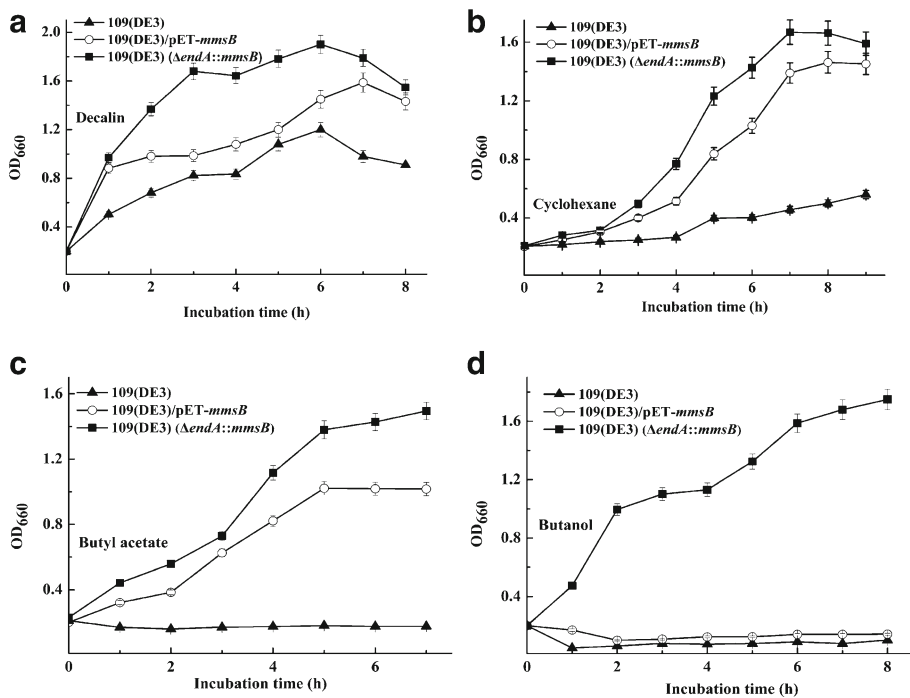 a
109(DE3)
109(DE3)/pET-mmsB
109(DE3) (ΔendA::mmsB)
Decalin
OD660
2.0
1.6
1.2
0.8
0.4
0 2 4 6 8
Incubation time (h)
b
109(DE3)
109(DE3)/pET-mmsB
109(DE3) (ΔendA::mmsB)
Cyclohexane
OD660
1.6
1.2
0.8
0.4
0 2 4 6 8
Incubation time (h)
c
109(DE3)
109(DE3)/pET-mmsB
109(DE3) (ΔendA::mmsB)
Butyl acetate
OD660
1.6
1.2
0.8
0.4
0 2 4 6
Incubation time (h)
d
109(DE3)
109(DE3)/pET-mmsB
109(DE3) (ΔendA::mmsB)
Butanol
OD660
1.6
1.2
0.8
0.4
0 2 4 6 8
Incubation time (h)